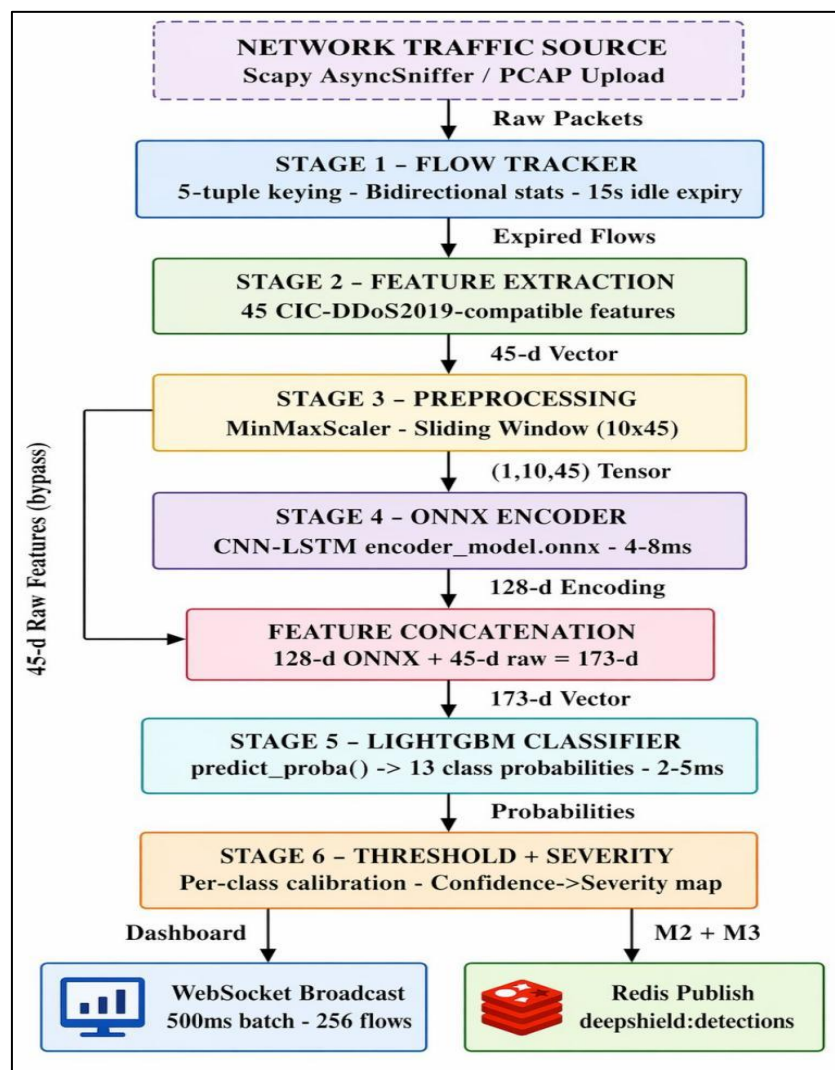 NETWORK TRAFFIC SOURCE
Scapy AsyncSniffer / PCAP Upload
Raw Packets
STAGE 1 – FLOW TRACKER
5-tuple keying - Bidirectional stats - 15s idle expiry
Expired Flows
STAGE 2 – FEATURE EXTRACTION
45 CIC-DDoS2019-compatible features
45-d Vector
STAGE 3 – PREPROCESSING
MinMaxScaler - Sliding Window (10x45)
(1,10,45) Tensor
45-d Raw Features (bypass)
STAGE 4 – ONNX ENCODER
CNN-LSTM encoder_model.onnx - 4-8ms
128-d Encoding
FEATURE CONCATENATION
128-d ONNX + 45-d raw = 173-d
173-d Vector
STAGE 5 – LIGHTGBM CLASSIFIER
predict_proba() -> 13 class probabilities - 2-5ms
Probabilities
STAGE 6 – THRESHOLD + SEVERITY
Per-class calibration - Confidence->Severity map
Dashboard
M2 + M3
WebSocket Broadcast
500ms batch - 256 flows
Redis Publish
deepshield:detections